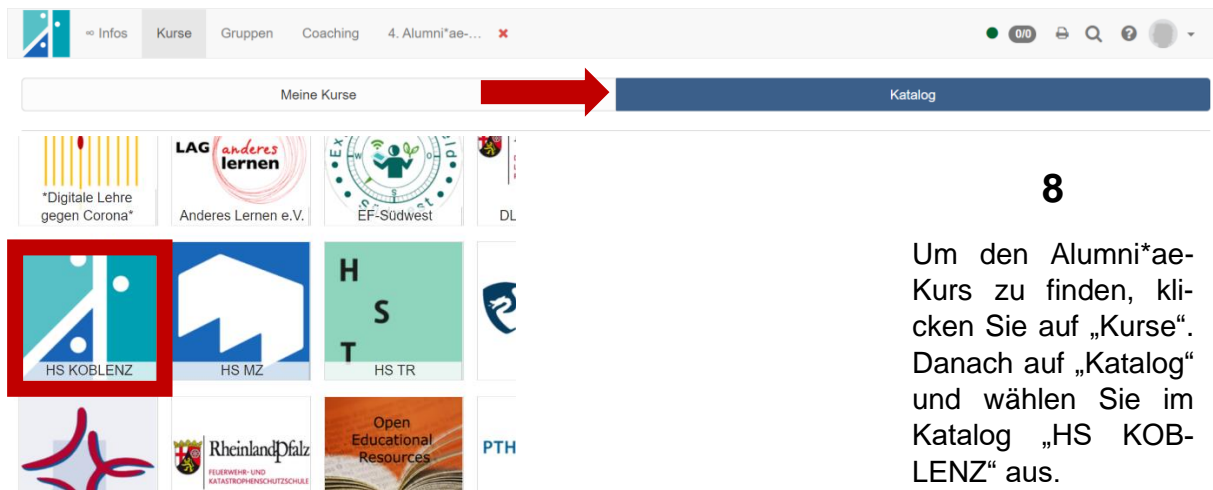 ∞ Infos Kurse Gruppen Coaching 4. Alumni*ae-... ✖ 0/0
Meine Kurse Katalog
*Digitale Lehre
gegen Corona*
LAG anderes
lernen
Anderes Lernen e.V.
EF-Südwest
DL
HS KOBLENZ
HS MZ
H
S
T
HS TR
RheinlandPfalz
FEUERWEHR- UND
KATASTROPHENSCHUTZSCHULE
Open
Educational
Resources
PTH
8
Um den Alumni*ae-
Kurs zu finden, kli-
cken Sie auf „Kurse“.
Danach auf „Katalog“
und wählen Sie im
Katalog „HS KOB-
LENZ“ aus.